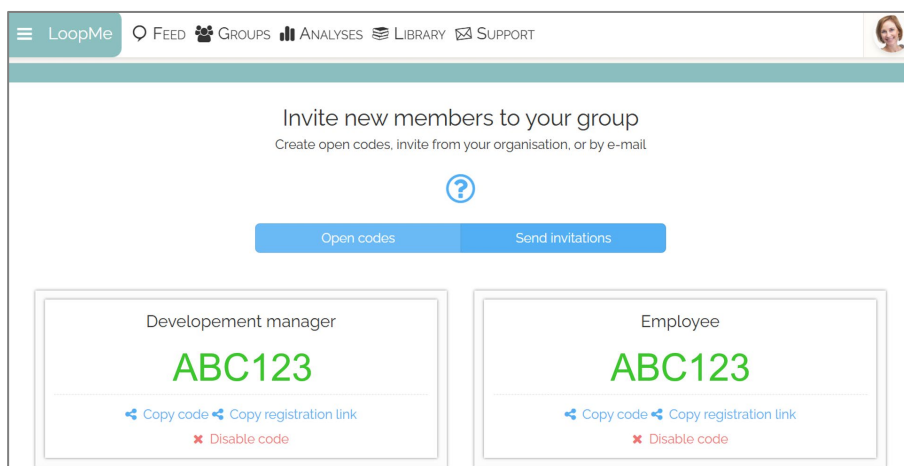 LoopMe FEED GROUPS ANALYSES LIBRARY SUPPORT
Invite new members to your group
Create open codes, invite from your organisation, or by e-mail
?
Open codes Send invitations
Developement manager
ABC123
Copy code Copy registration link
Disable code
Employee
ABC123
Copy code Copy registration link
Disable code